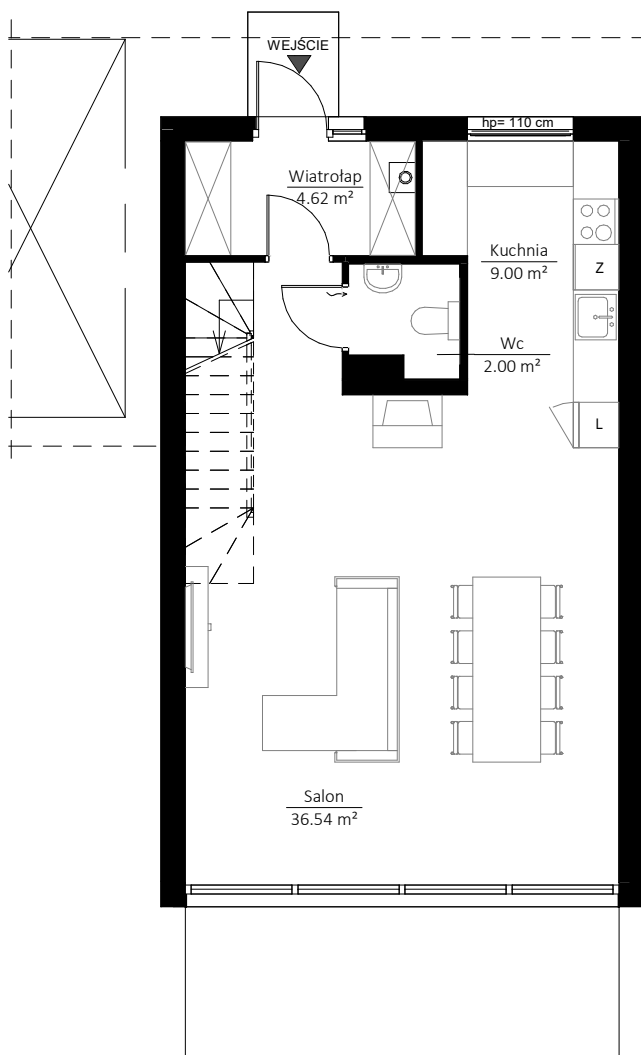 WEJŚCIE
hp= 110 cm
Wiatrołap
4.62 m²
Kuchnia
9.00 m²
Z
Wc
2.00 m²
L
Salon
36.54 m²